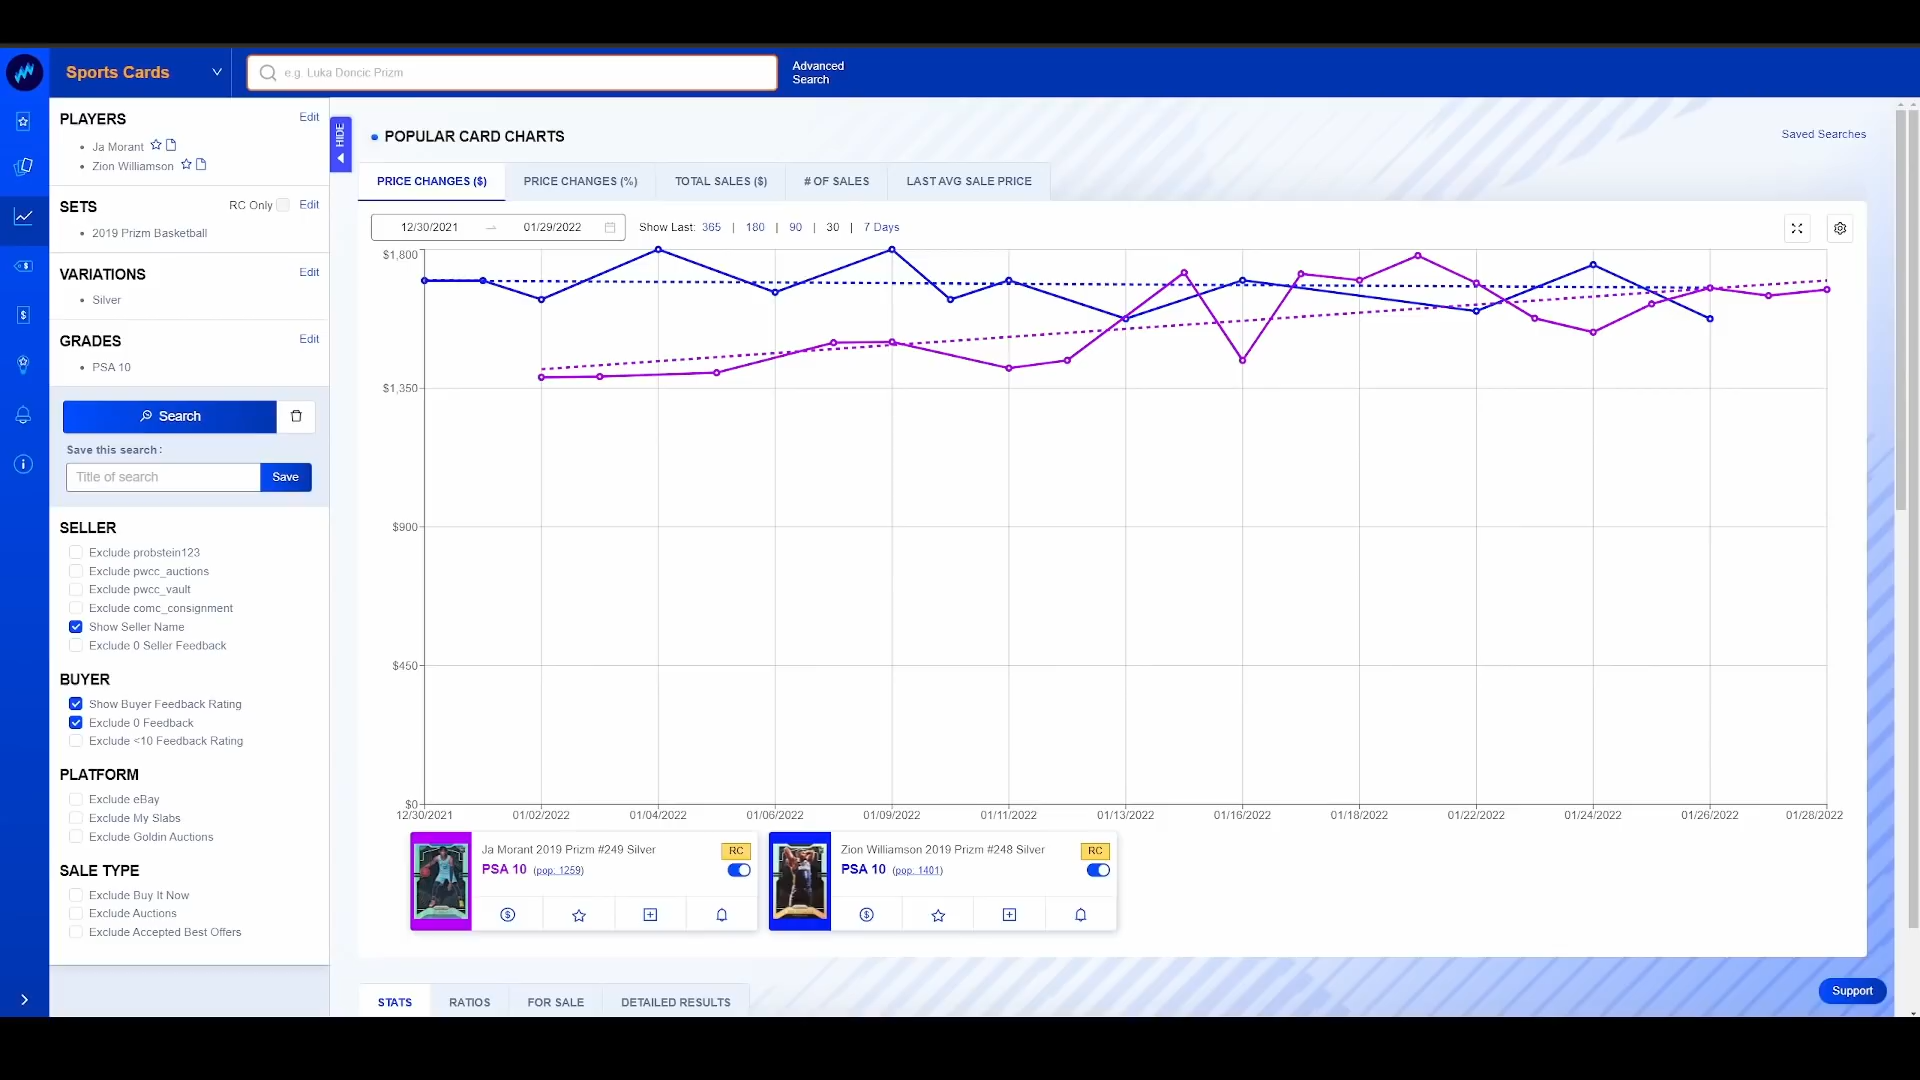 Sports Cards
e.g. Luka Doncic Prizm
Advanced
Search
PLAYERS
Edit
Ja Morant
Zion Williamson
SETS
RC Only
Edit
2019 Prizm Basketball
VARIATIONS
Edit
Silver
GRADES
Edit
PSA 10
Search
Save this search:
Title of search
Save
SELLER
Exclude probstein123
Exclude pwcc_auctions
Exclude pwcc_vault
Exclude comc_consignment
Show Seller Name
Exclude 0 Seller Feedback
BUYER
Show Buyer Feedback Rating
Exclude 0 Feedback
Exclude <10 Feedback Rating
PLATFORM
Exclude eBay
Exclude My Slabs
Exclude Goldin Auctions
SALE TYPE
Exclude Buy It Now
Exclude Auctions
Exclude Accepted Best Offers
HIDE
POPULAR CARD CHARTS
Saved Searches
PRICE CHANGES ($)
PRICE CHANGES (%)
TOTAL SALES ($)
# OF SALES
LAST AVG SALE PRICE
12/30/2021
01/29/2022
Show Last: 365 | 180 | 90 | 30 | 7 Days
$1,800
$1,350
$900
$450
$0
12/30/2021 01/02/2022 01/04/2022 01/06/2022 01/09/2022 01/11/2022 01/13/2022 01/16/2022 01/18/2022 01/22/2022 01/24/2022 01/26/2022 01/28/2022
Ja Morant 2019 Prizm #249 Silver
RC
PSA 10 (pop. 1259)
Zion Williamson 2019 Prizm #248 Silver
RC
PSA 10 (pop. 1401)
STATS
RATIOS
FOR SALE
DETAILED RESULTS
Support